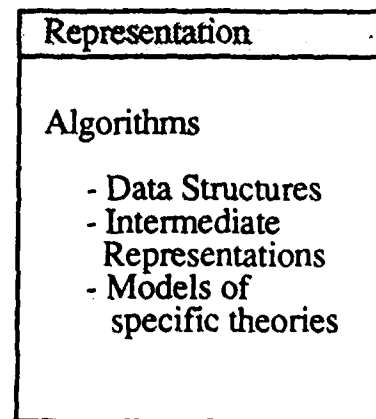 Representation
Algorithms
- Data Structures
- Intermediate
Representations
- Models of
specific theories